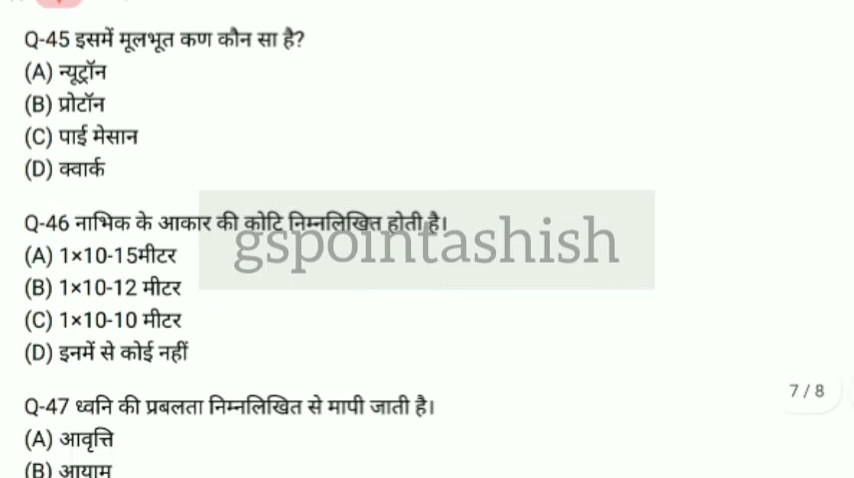 Q-45 इसमें मूलभूत कण कौन सा है?
(A) न्यूट्रॉन
(B) प्रोटॉन
(C) पाई मेसान
(D) क्वार्क
Q-46 नाभिक के आकार की कोटि निम्नलिखित होती है।
gspointashish
(A) 1×10-15मीटर
(B) 1×10-12 मीटर
(C) 1×10-10 मीटर
(D) इनमें से कोई नहीं
7 / 8
Q-47 ध्वनि की प्रबलता निम्नलिखित से मापी जाती है।
(A) आवृत्ति
(B) आयाम